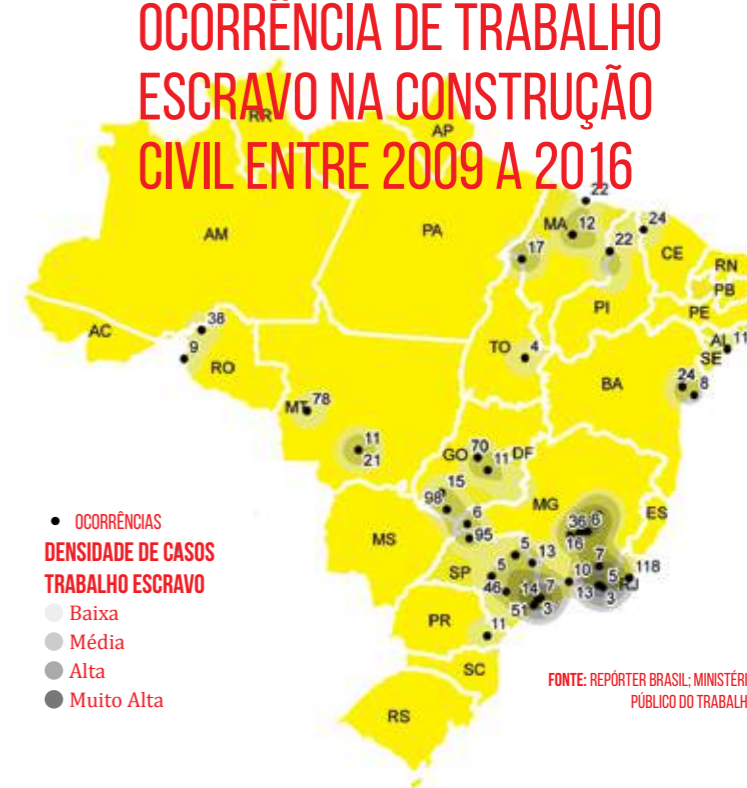 OCORRÊNCIA DE TRABALHO
ESCRAVO NA CONSTRUÇÃO
CIVIL ENTRE 2009 A 2016
RR
AP
22
AM
PA
MA 12
24
22
CE
17
RN
PB
PI
PE
38
AC
TO
4
AL 11
9
SE
RO
24
BA
8
MT 78
11
21
GO 70
11 DF
15
98
MG
6
36 6
ES
95
16
MS
5
13
7
118
SP
5
10
5
RJ
46
14 7
13
3
51
3
PR
11
SC
RS
OCORRÊNCIAS
DENSIDADE DE CASOS
TRABALHO ESCRAVO
Baixa
Média
Alta
Muito Alta
FONTE: REPÓRTER BRASIL; MINISTÉRI
PÚBLICO DO TRABALH